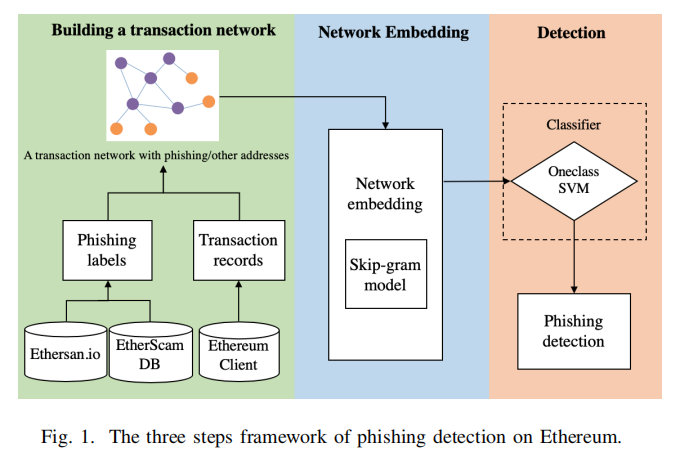 Building a transaction network
Network Embedding
Detection
A transaction network with phishing/other addresses
Phishing
labels
Transaction
records
Ethersan.io
EtherScam
DB
Ethereum
Client
Network
embedding
Skip-gram
model
Classifier
Oneclass
SVM
Phishing
detection
Fig. 1. The three steps framework of phishing detection on Ethereum.